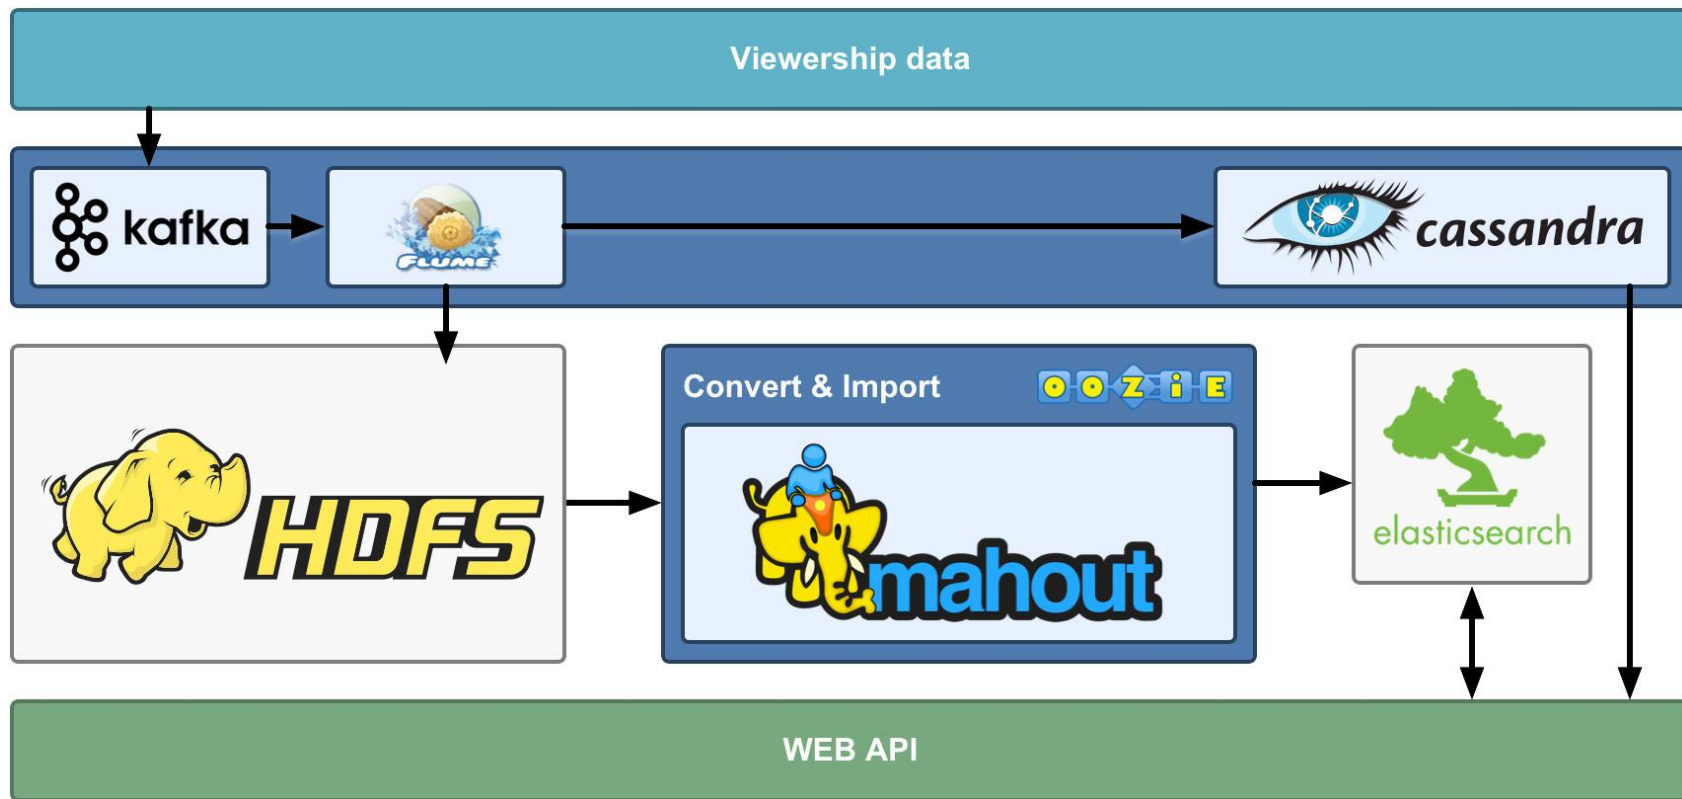 Viewership data
kafka
FLUME
cassandra
Convert & Import
OOZiE
HDFS
mahout
elasticsearch
WEB API